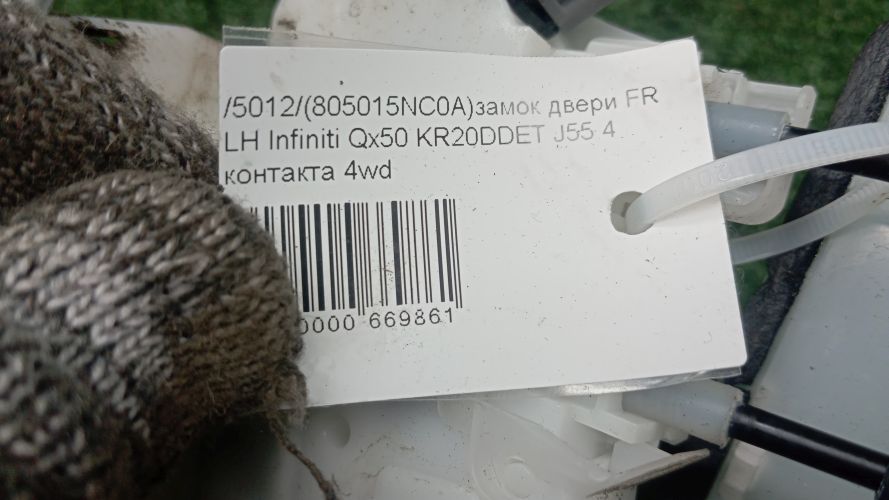 /5012/(805015NC0A)замок двери FR
LH Infiniti Qx50 KR20DDET J55 4
контакта 4wd
0000 669861